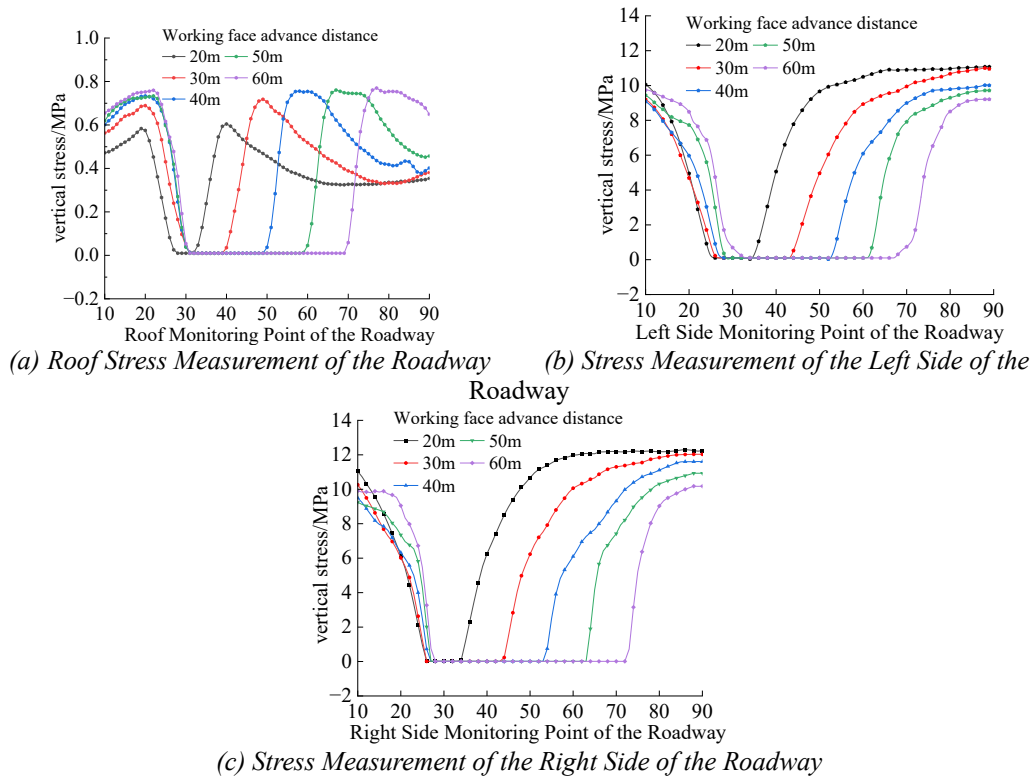 Working face advance distance
20m 50m
30m 60m
40m
vertical stress/MPa
1.0
0.8
0.6
0.4
0.2
0.0
−0.2
10 20 30 40 50 60 70 80 90
Roof Monitoring Point of the Roadway
(a) Roof Stress Measurement of the Roadway
Working face advance distance
20m 50m
30m 60m
40m
vertical stress/MPa
14
12
10
8
6
4
2
0
−2
10 20 30 40 50 60 70 80 90
Left Side Monitoring Point of the Roadway
(b) Stress Measurement of the Left Side of the
Roadway
Working face advance distance
20m 50m
30m 60m
40m
vertical stress/MPa
14
12
10
8
6
4
2
0
−2
10 20 30 40 50 60 70 80 90
Right Side Monitoring Point of the Roadway
(c) Stress Measurement of the Right Side of the Roadway